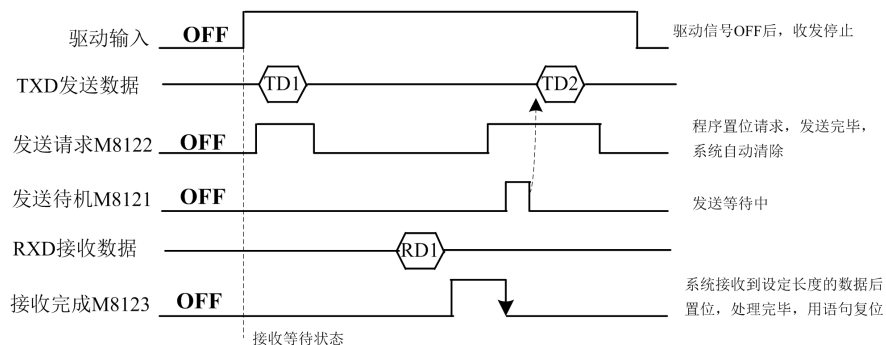 驱动输入 OFF
驱动信号OFF后，收发停止
TXD发送数据 TD1 TD2
发送请求M8122 OFF
程序置位请求，发送完毕，
系统自动清除
发送待机M8121 OFF
发送等待中
RXD接收数据 RD1
接收完成M8123 OFF
系统接收到设定长度的数据后
置位，处理完毕，用语句复位
接收等待状态